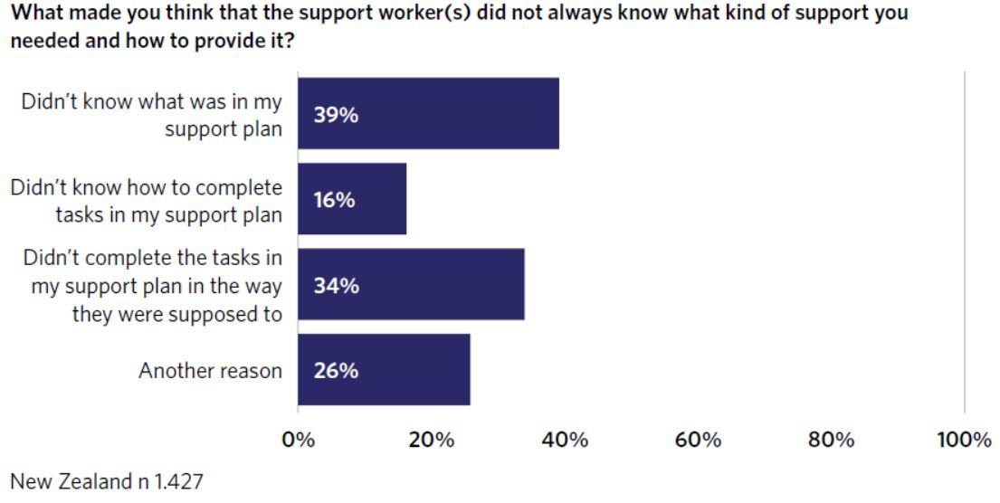 What made you think that the support worker(s) did not always know what kind of support you
needed and how to provide it?
Didn’t know what was in my
support plan
39%
Didn’t know how to complete
tasks in my support plan
16%
Didn’t complete the tasks in
my support plan in the way
they were supposed to
34%
Another reason
26%
0% 20% 40% 60% 80% 100%
New Zealand n 1.427